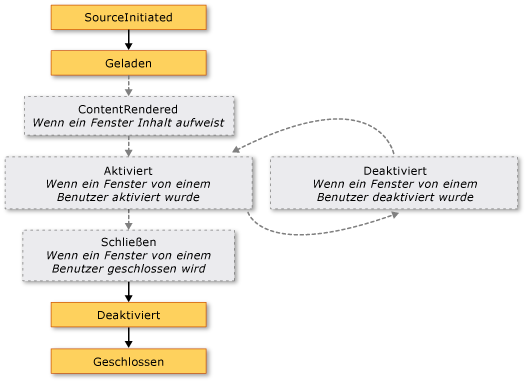 SourceInitiated
Geladen
ContentRendered
Wenn ein Fenster Inhalt aufweist
Aktiviert
Wenn ein Fenster von einem
Benutzer aktiviert wurde
Deaktiviert
Wenn ein Fenster von einem
Benutzer deaktiviert wurde
Schließen
Wenn ein Fenster von einem
Benutzer geschlossen wird
Deaktiviert
Geschlossen